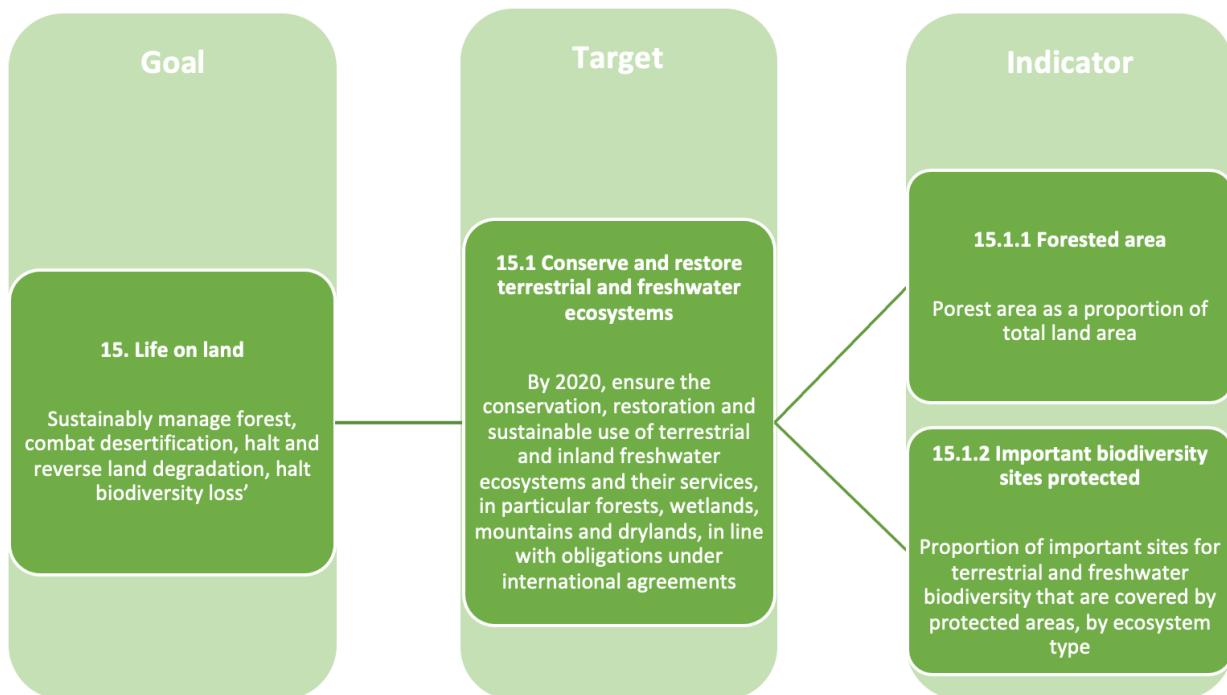 Goal
15. Life on land
Sustainably manage forest,
combat desertification, halt and
reverse land degradation, halt
biodiversity loss’
Target
15.1 Conserve and restore
terrestrial and freshwater
ecosystems
By 2020, ensure the
conservation, restoration and
sustainable use of terrestrial
and inland freshwater
ecosystems and their services,
in particular forests, wetlands,
mountains and drylands, in line
with obligations under
international agreements
Indicator
15.1.1 Forested area
Porest area as a proportion of
total land area
15.1.2 Important biodiversity
sites protected
Proportion of important sites for
terrestrial and freshwater
biodiversity that are covered by
protected areas, by ecosystem
type